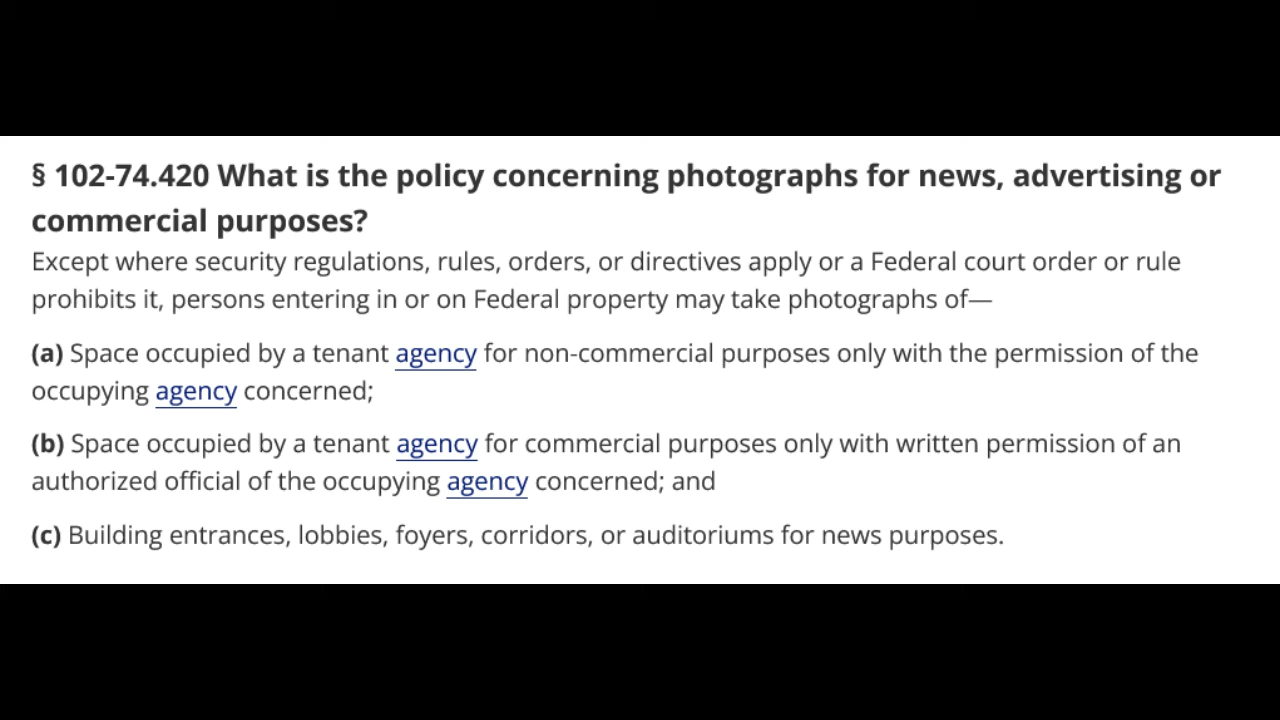 § 102-74.420 What is the policy concerning photographs for news, advertising or
commercial purposes?
Except where security regulations, rules, orders, or directives apply or a Federal court order or rule
prohibits it, persons entering in or on Federal property may take photographs of—
(a) Space occupied by a tenant agency for non-commercial purposes only with the permission of the
occupying agency concerned;
(b) Space occupied by a tenant agency for commercial purposes only with written permission of an
authorized official of the occupying agency concerned; and
(c) Building entrances, lobbies, foyers, corridors, or auditoriums for news purposes.